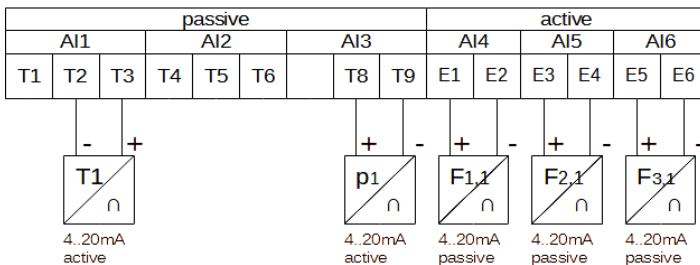 passive active
AI1 AI2 AI3 AI4 AI5 AI6
T1 T2 T3 T4 T5 T6 T8 T9 E1 E2 E3 E4 E5 E6
- + + - + - + - + -
T1 p1 F1,1 F2,1 F3,1
∩ ∩ ∩ ∩ ∩
4..20mA 4..20mA 4..20mA 4..20mA 4..20mA
active active passive passive passive